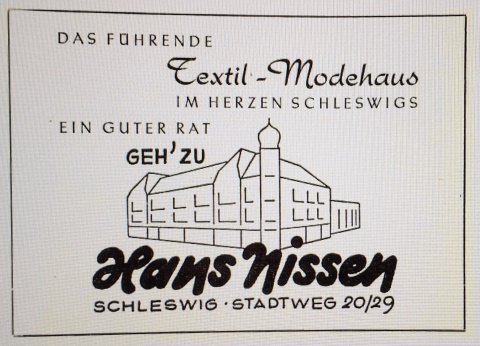 DAS FÜHRENDE
Textil-Modehaus
IM HERZEN SCHLESWIGS
EIN GUTER RAT
GEH' ZU
Hans Nissen
SCHLESWIG · STADTWEG 20/29